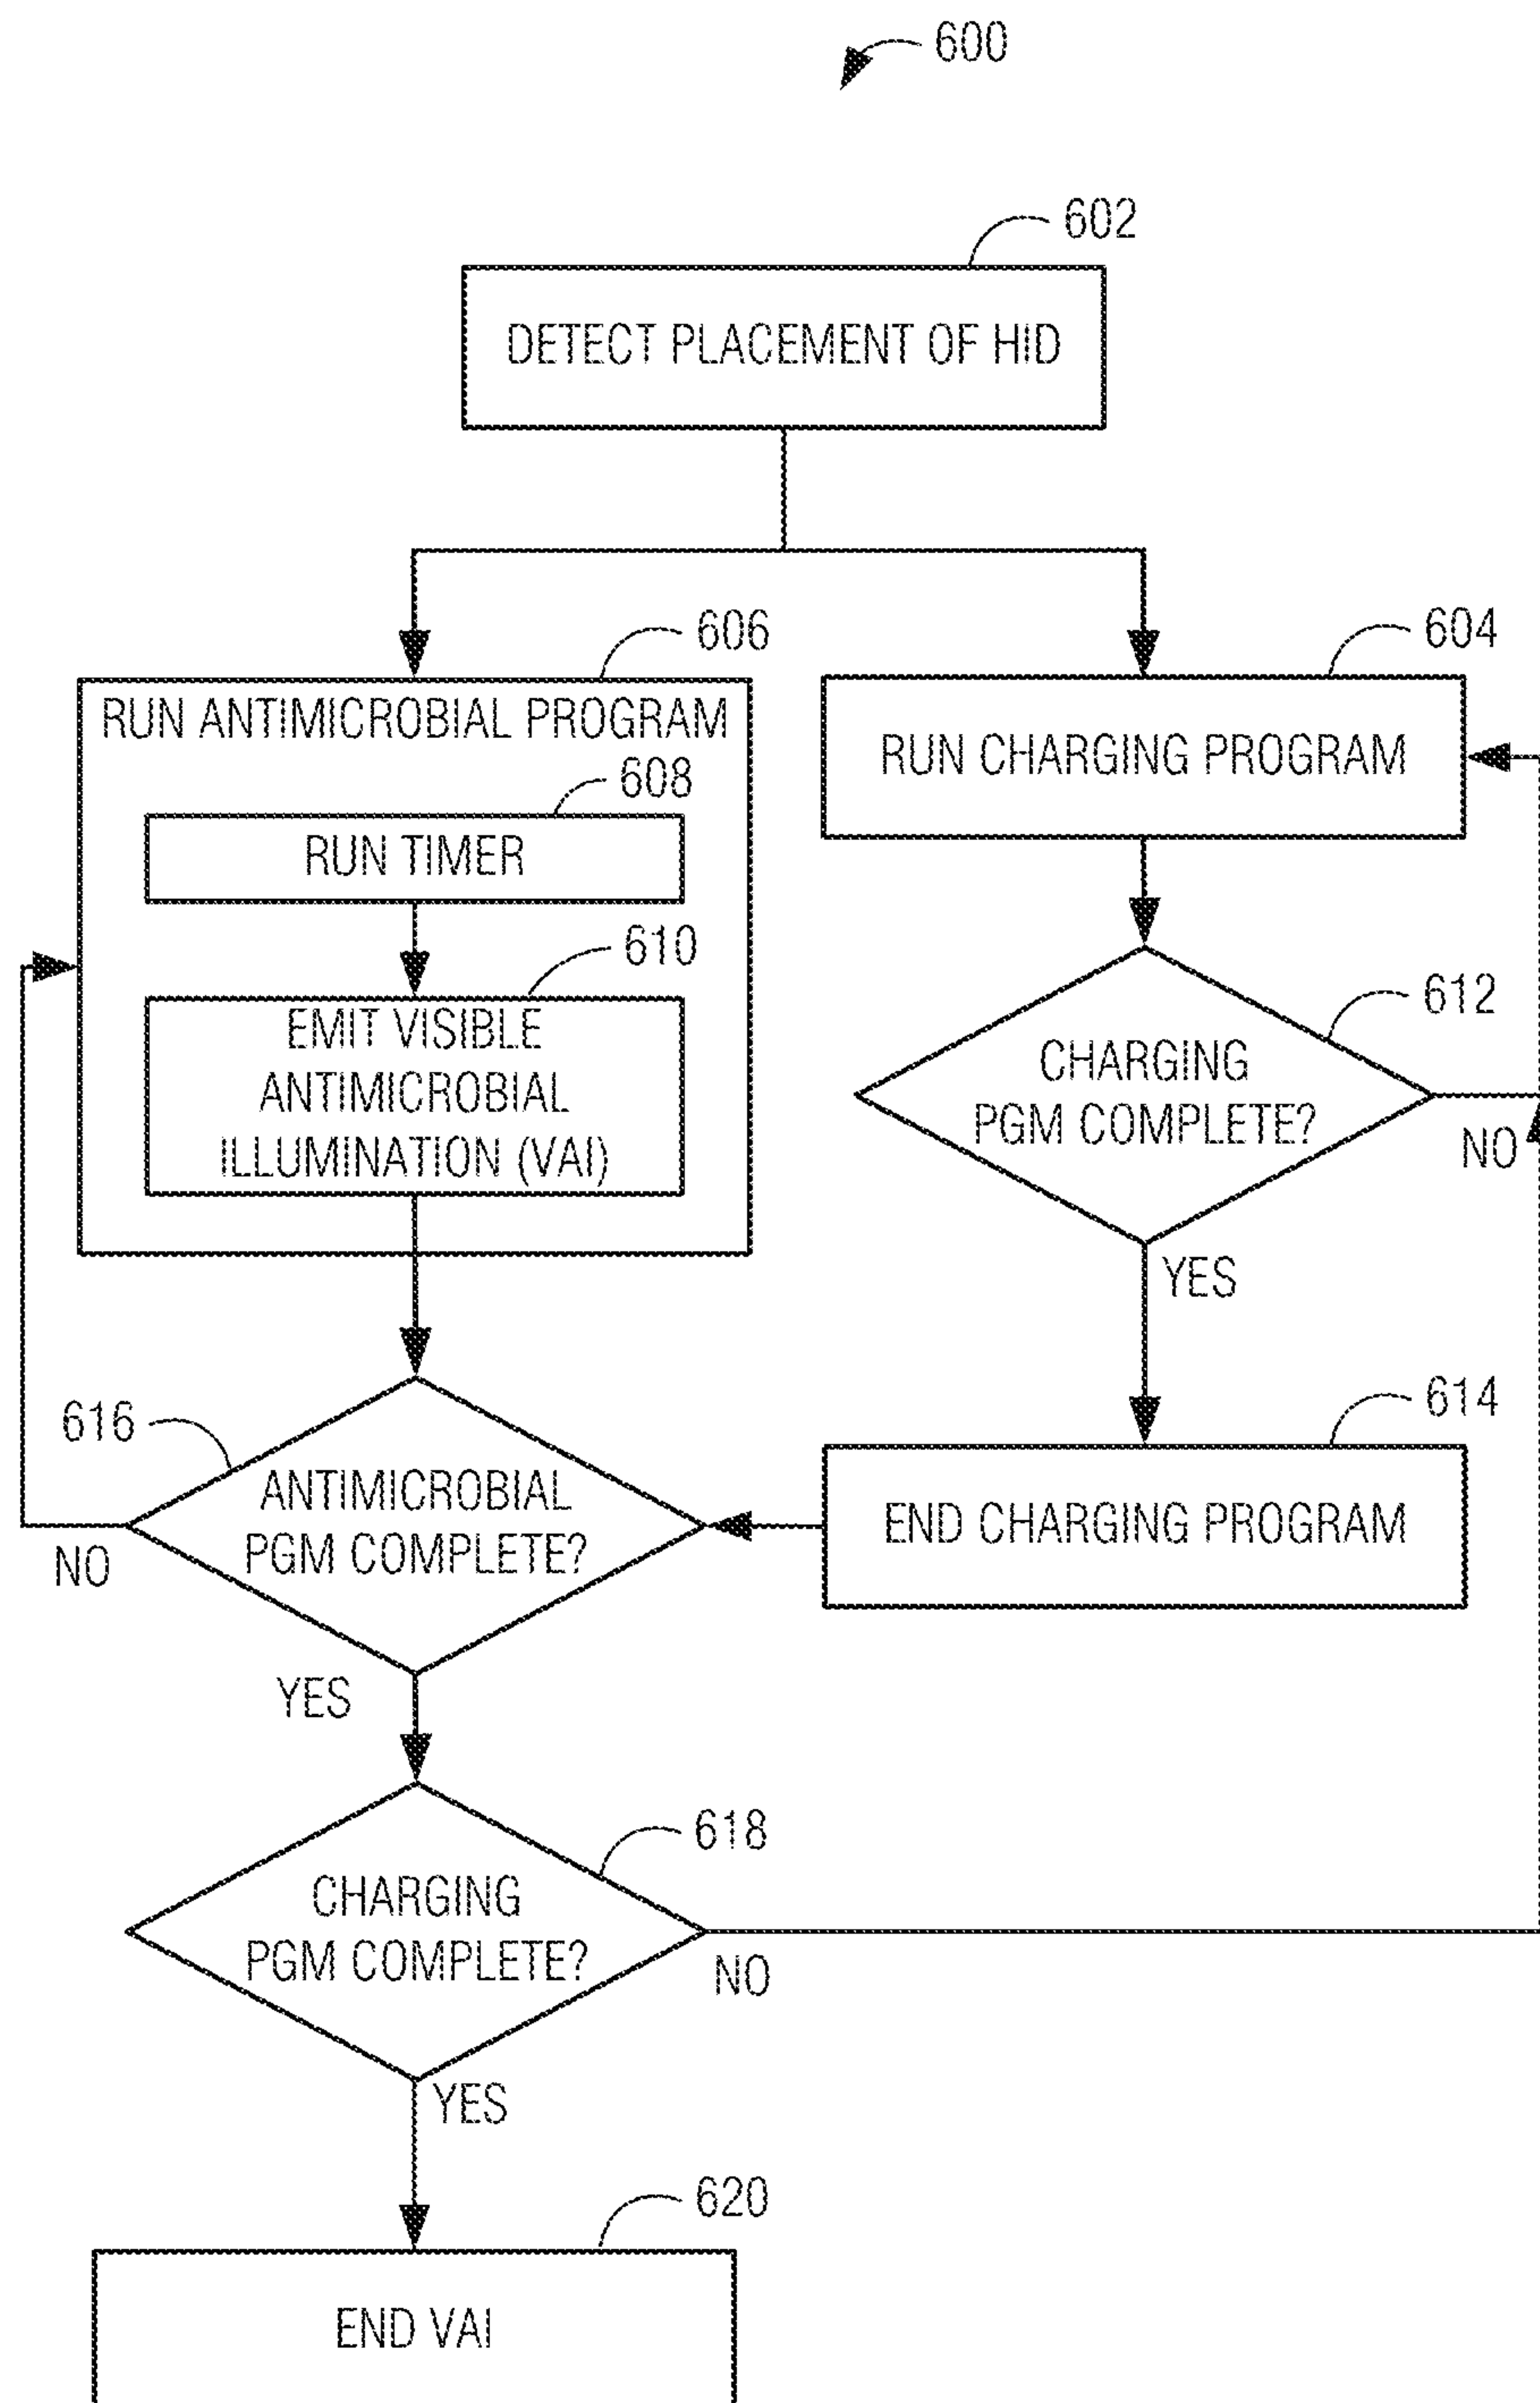 600
602
DETECT PLACEMENT OF HID
606
RUN ANTIMICROBIAL PROGRAM
608
RUN TIMER
610
EMIT VISIBLE
ANTIMICROBIAL
ILLUMINATION (VAI)
604
RUN CHARGING PROGRAM
612
CHARGING
PGM COMPLETE?
NO
YES
614
END CHARGING PROGRAM
616
ANTIMICROBIAL
PGM COMPLETE?
NO
YES
618
CHARGING
PGM COMPLETE?
NO
YES
620
END VAI